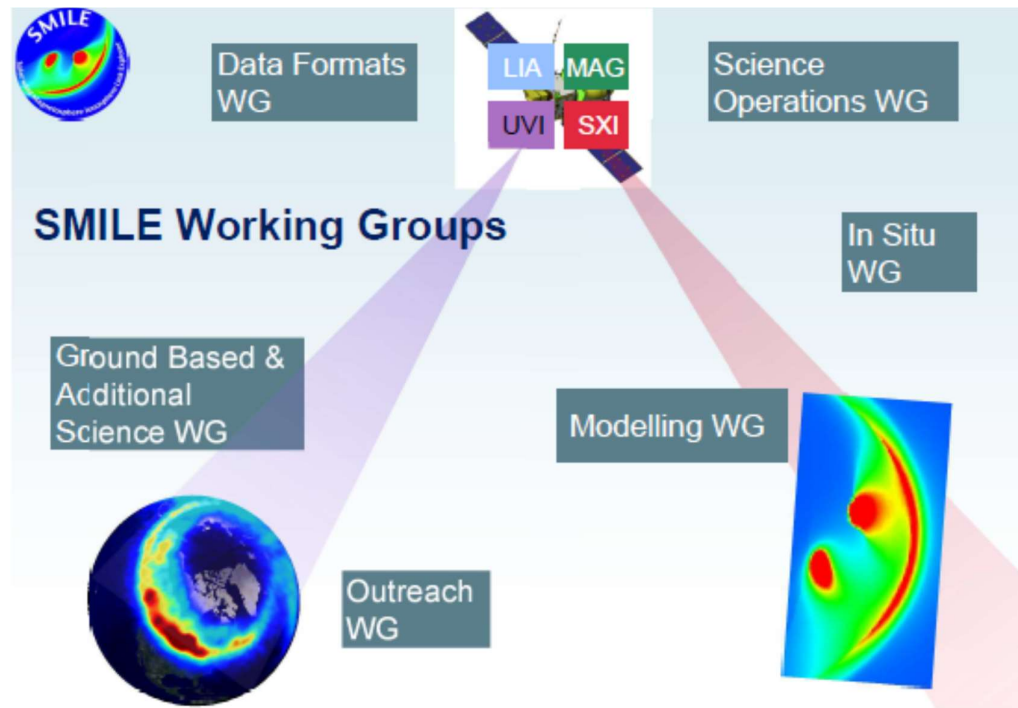 SMILE
Data Formats
WG
LIA
MAG
UVI
SXI
Science
Operations WG
SMILE Working Groups
In Situ
WG
Ground Based &
Additional
Science WG
Modelling WG
Outreach
WG